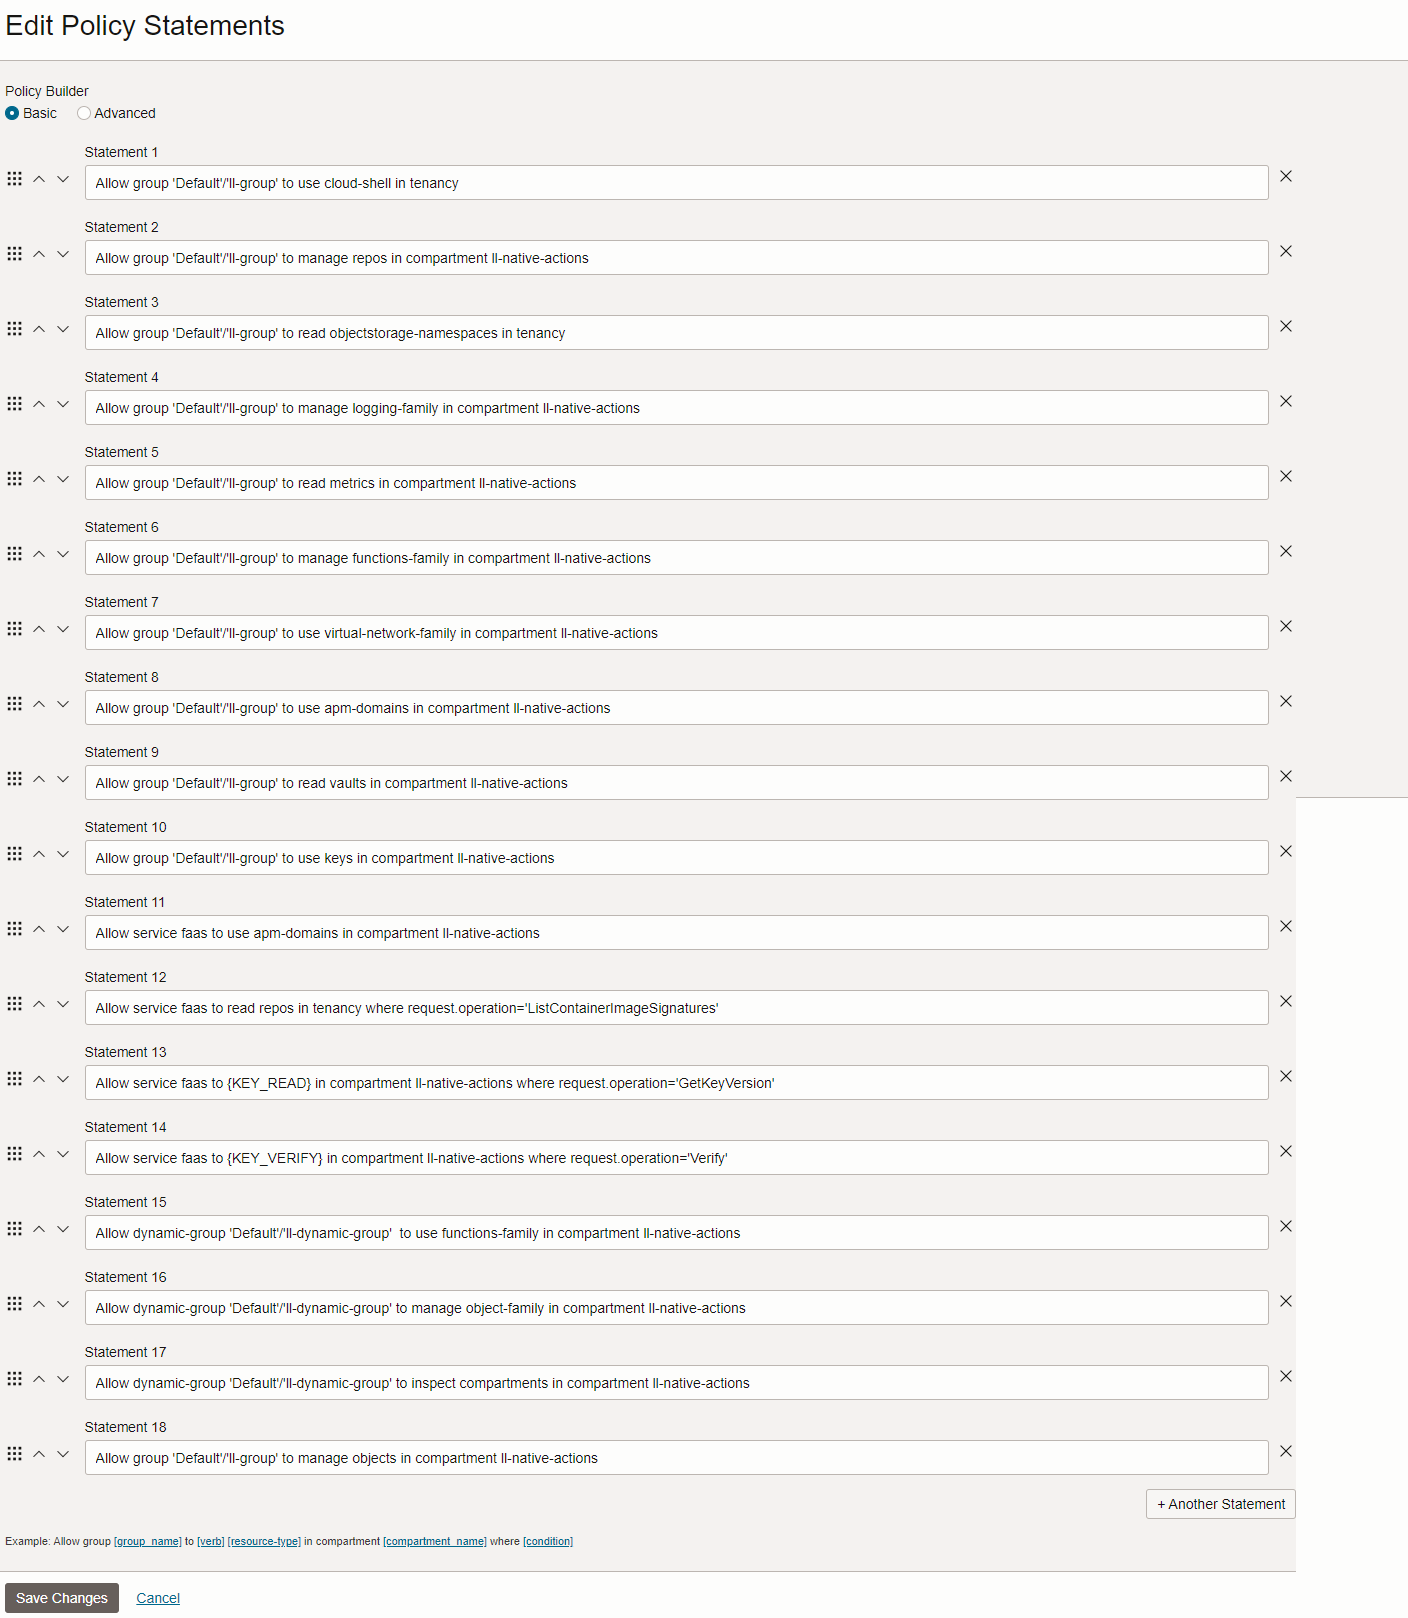 Edit Policy Statements
Policy Builder
Basic Advanced
Statement 1
Allow group 'Default'/'ll-group' to use cloud-shell in tenancy
Statement 2
Allow group 'Default'/'ll-group' to manage repos in compartment ll-native-actions
Statement 3
Allow group 'Default'/'ll-group' to read objectstorage-namespaces in tenancy
Statement 4
Allow group 'Default'/'ll-group' to manage logging-family in compartment ll-native-actions
Statement 5
Allow group 'Default'/'ll-group' to read metrics in compartment ll-native-actions
Statement 6
Allow group 'Default'/'ll-group' to manage functions-family in compartment ll-native-actions
Statement 7
Allow group 'Default'/'ll-group' to use virtual-network-family in compartment ll-native-actions
Statement 8
Allow group 'Default'/'ll-group' to use apm-domains in compartment ll-native-actions
Statement 9
Allow group 'Default'/'ll-group' to read vaults in compartment ll-native-actions
Statement 10
Allow group 'Default'/'ll-group' to use keys in compartment ll-native-actions
Statement 11
Allow service faas to use apm-domains in compartment ll-native-actions
Statement 12
Allow service faas to read repos in tenancy where request.operation='ListContainerImageSignatures'
Statement 13
Allow service faas to {KEY_READ} in compartment ll-native-actions where request.operation='GetKeyVersion'
Statement 14
Allow service faas to {KEY_VERIFY} in compartment ll-native-actions where request.operation='Verify'
Statement 15
Allow dynamic-group 'Default'/'ll-dynamic-group'  to use functions-family in compartment ll-native-actions
Statement 16
Allow dynamic-group 'Default'/'ll-dynamic-group' to manage object-family in compartment ll-native-actions
Statement 17
Allow dynamic-group 'Default'/'ll-dynamic-group' to inspect compartments in compartment ll-native-actions
Statement 18
Allow group 'Default'/'ll-group' to manage objects in compartment ll-native-actions
+ Another Statement
Example: Allow group [group_name] to [verb] [resource-type] in compartment [compartment_name] where [condition]
Save Changes Cancel